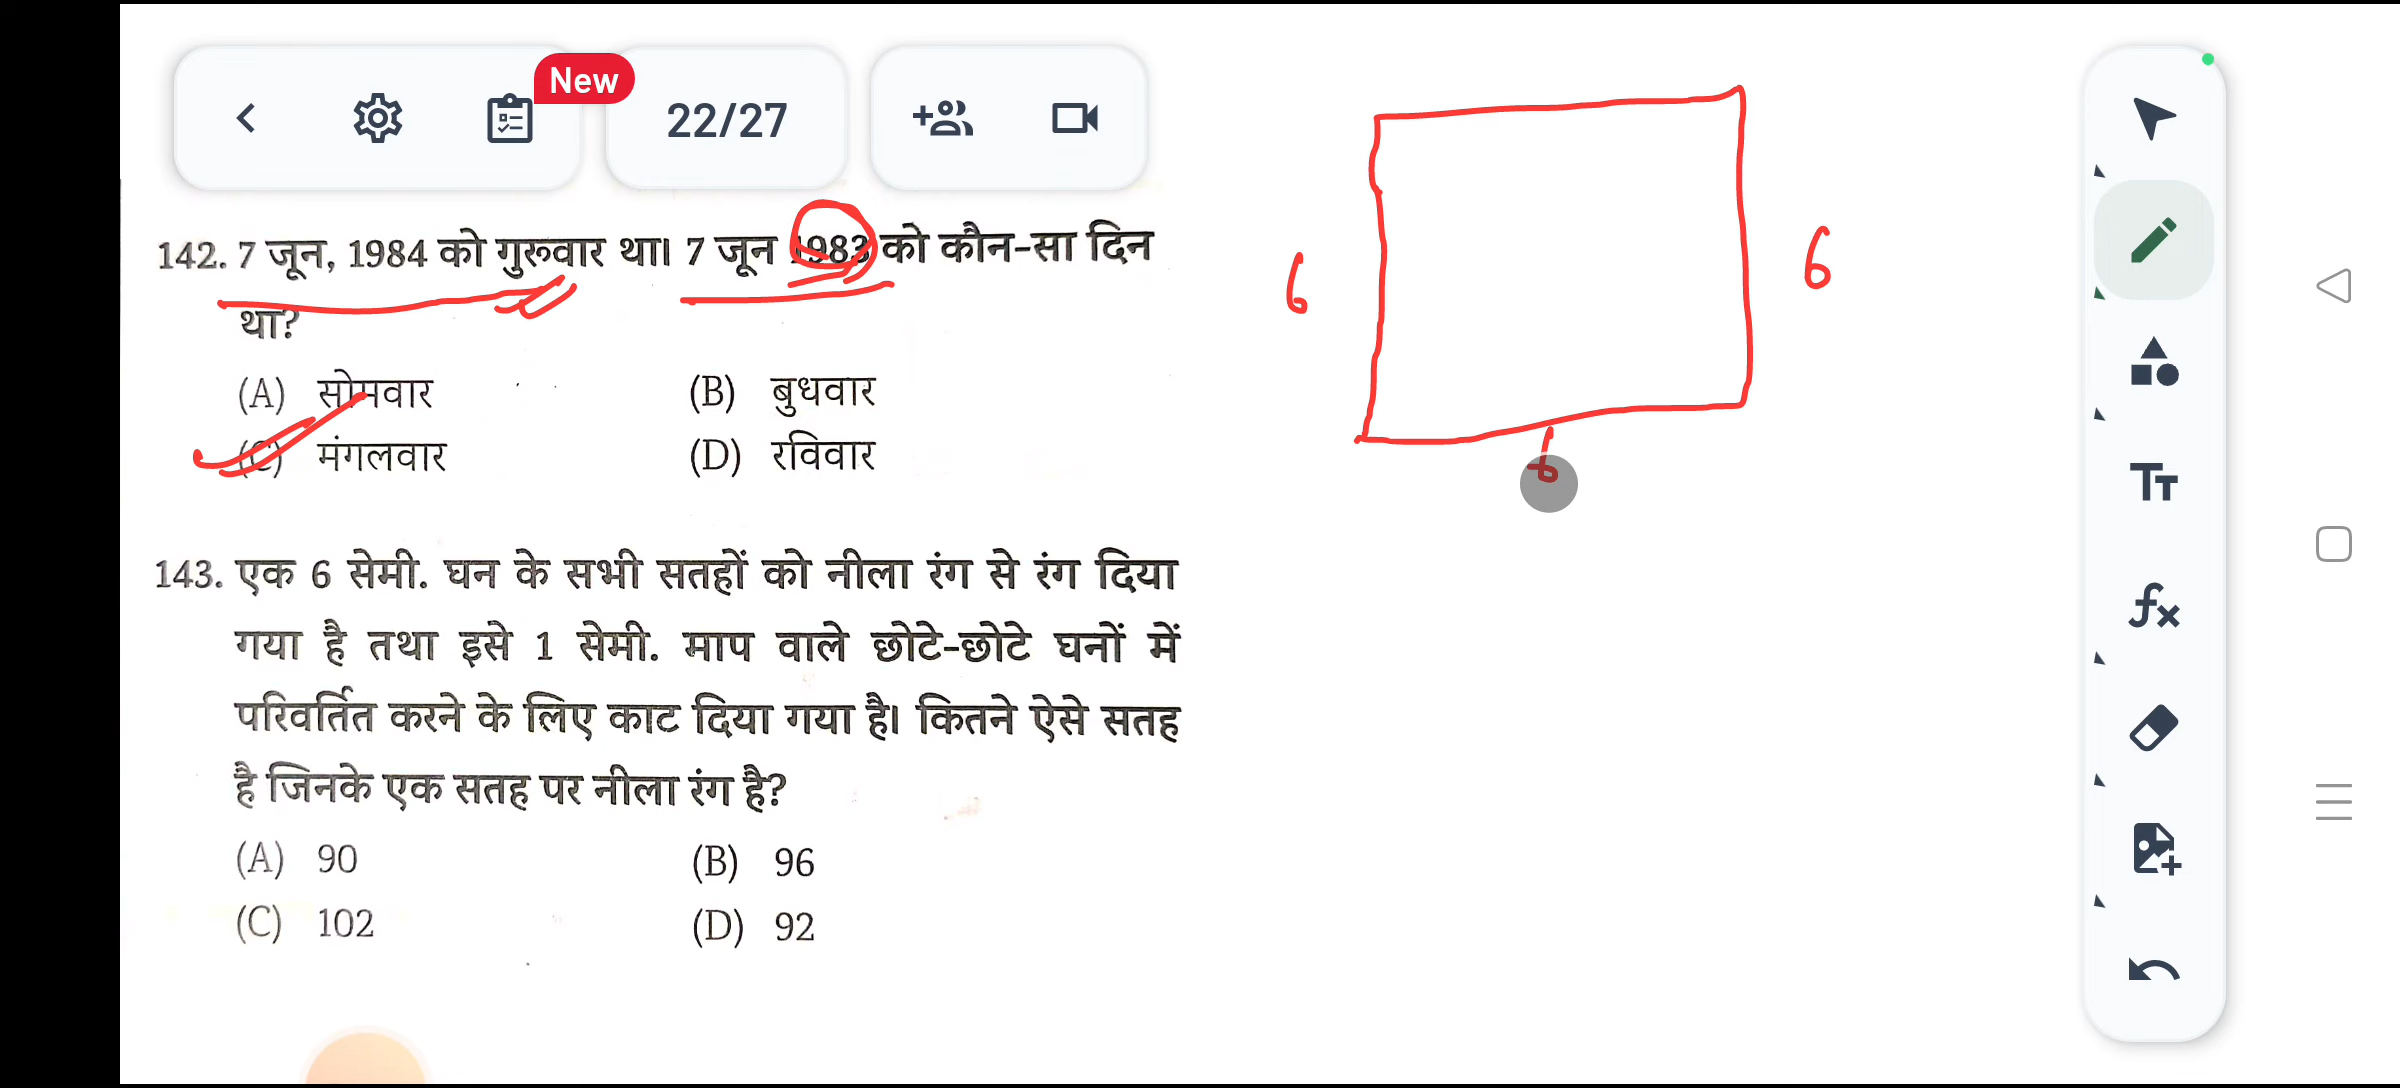 New
22/27
142. 7 जून, 1984 को गुरूवार था। 7 जून 1983 को कौन-सा दिन
था?
(A) सोमवार (B) बुधवार
(C) मंगलवार (D) रविवार
6
6
6
143. एक 6 सेमी. घन के सभी सतहों को नीला रंग से रंग दिया
गया है तथा इसे 1 सेमी. माप वाले छोटे-छोटे घनों में
परिवर्तित करने के लिए काट दिया गया है। कितने ऐसे सतह
है जिनके एक सतह पर नीला रंग है?
(A) 90 (B) 96
(C) 102 (D) 92
TT
fx